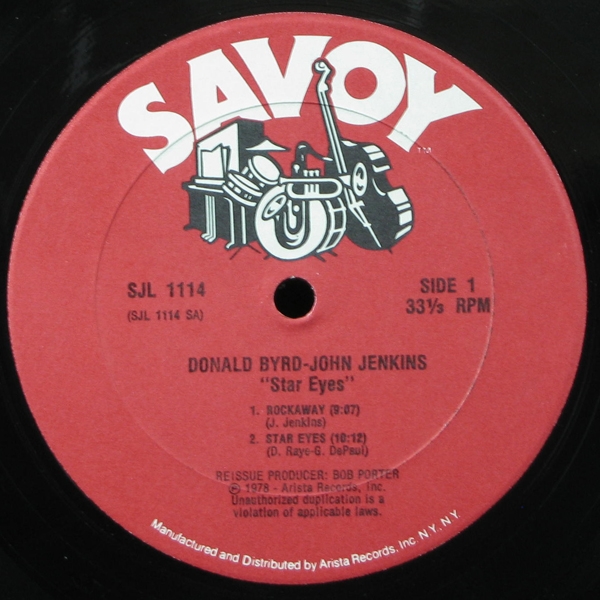 SAVOY
TM
SJL 1114
(SJL 1114 SA)
SIDE 1
33⅓ RPM
DONALD BYRD-JOHN JENKINS
"Star Eyes"
1. ROCKAWAY (9:07)
(J. Jenkins)
2. STAR EYES (10:12)
(D. Raye-G. DePaul)
REISSUE PRODUCER: BOB PORTER
℗ 1978 - Arista Records, Inc.
Unauthorized duplication is a
violation of applicable laws.
Manufactured and Distributed by Arista Records, Inc. N.Y., N.Y.